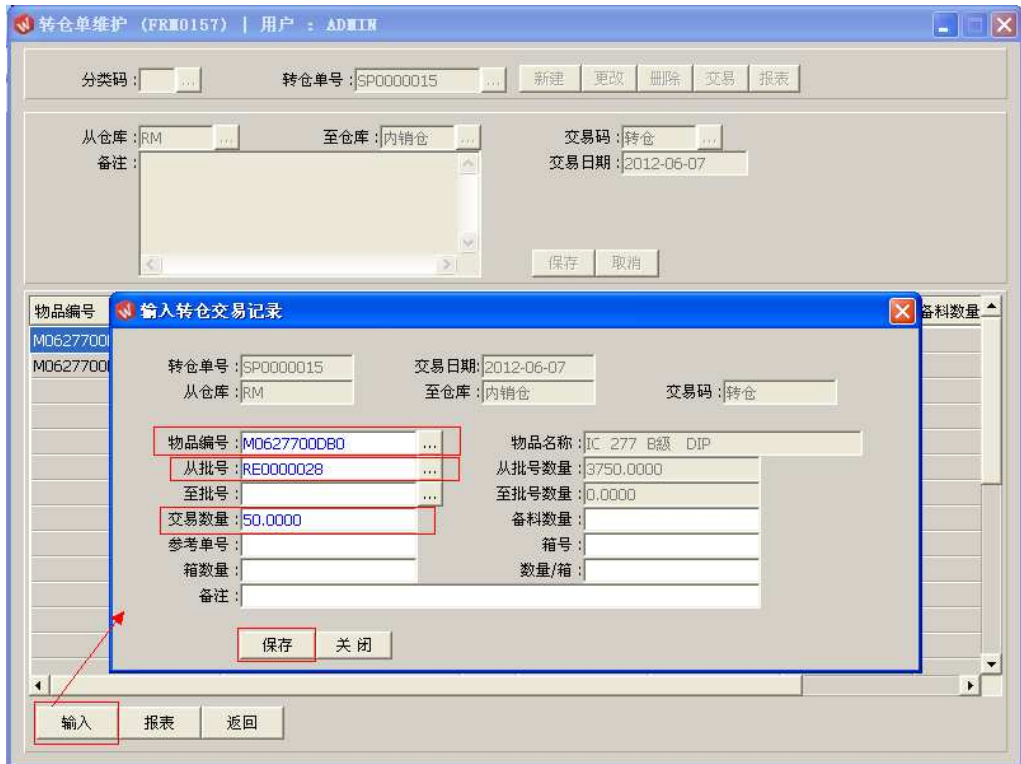 转仓单维护 (FRM0157) | 用户 : ADMIN
分类码 : ... 转仓单号 : SP0000015 ... 新建 更改 删除 交易 报表
从仓库 : RM ... 至仓库 : 内销仓 ... 交易码 : 转仓 ...
备注 : 交易日期 : 2012-06-07
保存 取消
物品编号 输入转仓交易记录 备料数量
M0627700
M0627700
转仓单号 : SP0000015 交易日期: 2012-06-07
从仓库 : RM 至仓库 : 内销仓 交易码 : 转仓
物品编号 : M0627700DB0 ... 物品名称 : IC 277 B級 DIP
从批号 : RE0000028 ... 从批号数量 : 3750.0000
至批号 : ... 至批号数量 : 0.0000
交易数量 : 50.0000 备料数量 :
参考单号 : 箱号 :
箱数量 : 数量/箱 :
备注 :
保存 关 闭
输入 报表 返回